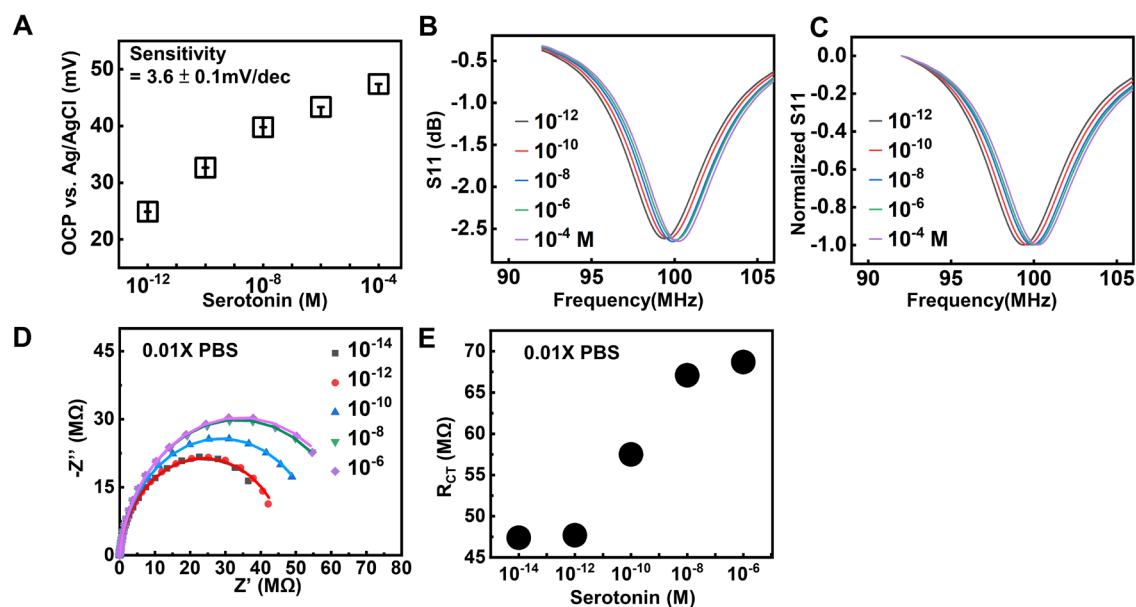 A
Sensitivity
= 3.6 ± 0.1mV/dec
OCP vs. Ag/AgCl (mV)
50
40
30
20
10⁻¹² 10⁻⁸ 10⁻⁴
Serotonin (M)
B
S11 (dB)
-0.5
-1.0
-1.5
-2.0
-2.5
10⁻¹²
10⁻¹⁰
10⁻⁸
10⁻⁶
10⁻⁴ M
90 95 100 105
Frequency(MHz)
C
Normalized S11
0.0
-0.2
-0.4
-0.6
-0.8
-1.0
10⁻¹²
10⁻¹⁰
10⁻⁸
10⁻⁶
10⁻⁴ M
90 95 100 105
Frequency(MHz)
D
0.01X PBS
-Z'' (MΩ)
45
30
15
0
10⁻¹⁴
10⁻¹²
10⁻¹⁰
10⁻⁸
10⁻⁶
0 10 20 30 40 50 60 70 80
Z' (MΩ)
E
0.01X PBS
R_CT (MΩ)
70
65
60
55
50
45
10⁻¹⁴ 10⁻¹² 10⁻¹⁰ 10⁻⁸ 10⁻⁶
Serotonin (M)